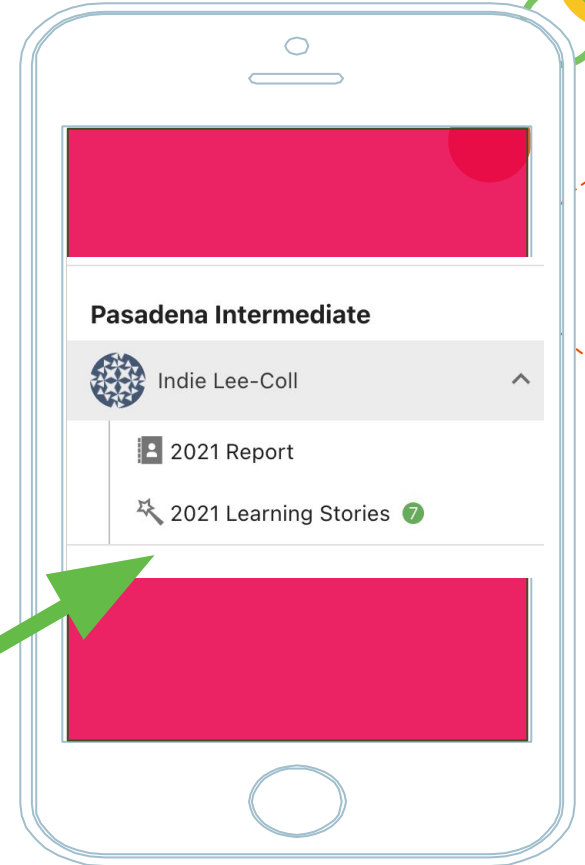 Pasadena Intermediate
Indie Lee-Coll
2021 Report
2021 Learning Stories 7